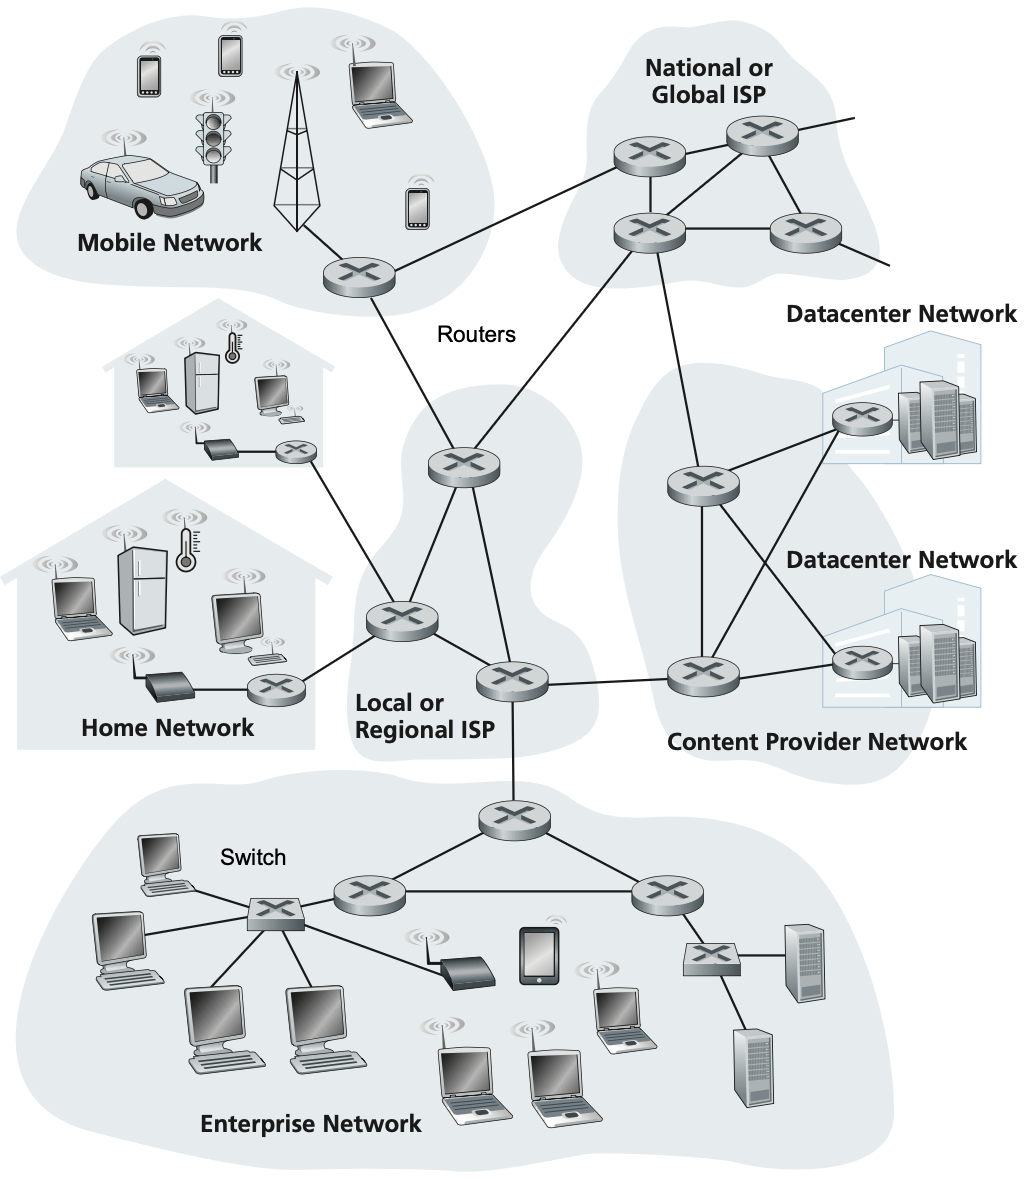 National or
Global ISP
Mobile Network
Datacenter Network
Routers
Datacenter Network
Local or
Regional ISP
Home Network
Content Provider Network
Switch
Enterprise Network